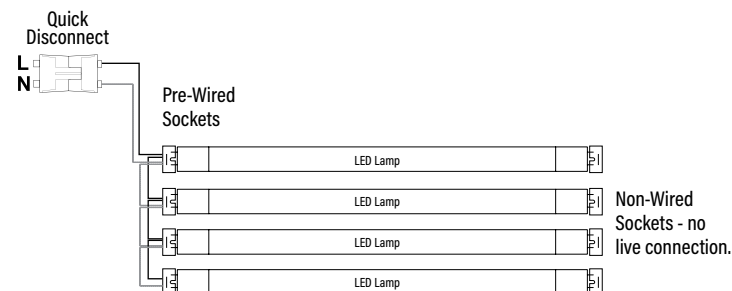 Quick
Disconnect
L
N
Pre-Wired
Sockets
LED Lamp
LED Lamp
LED Lamp
LED Lamp
Non-Wired
Sockets - no
live connection.